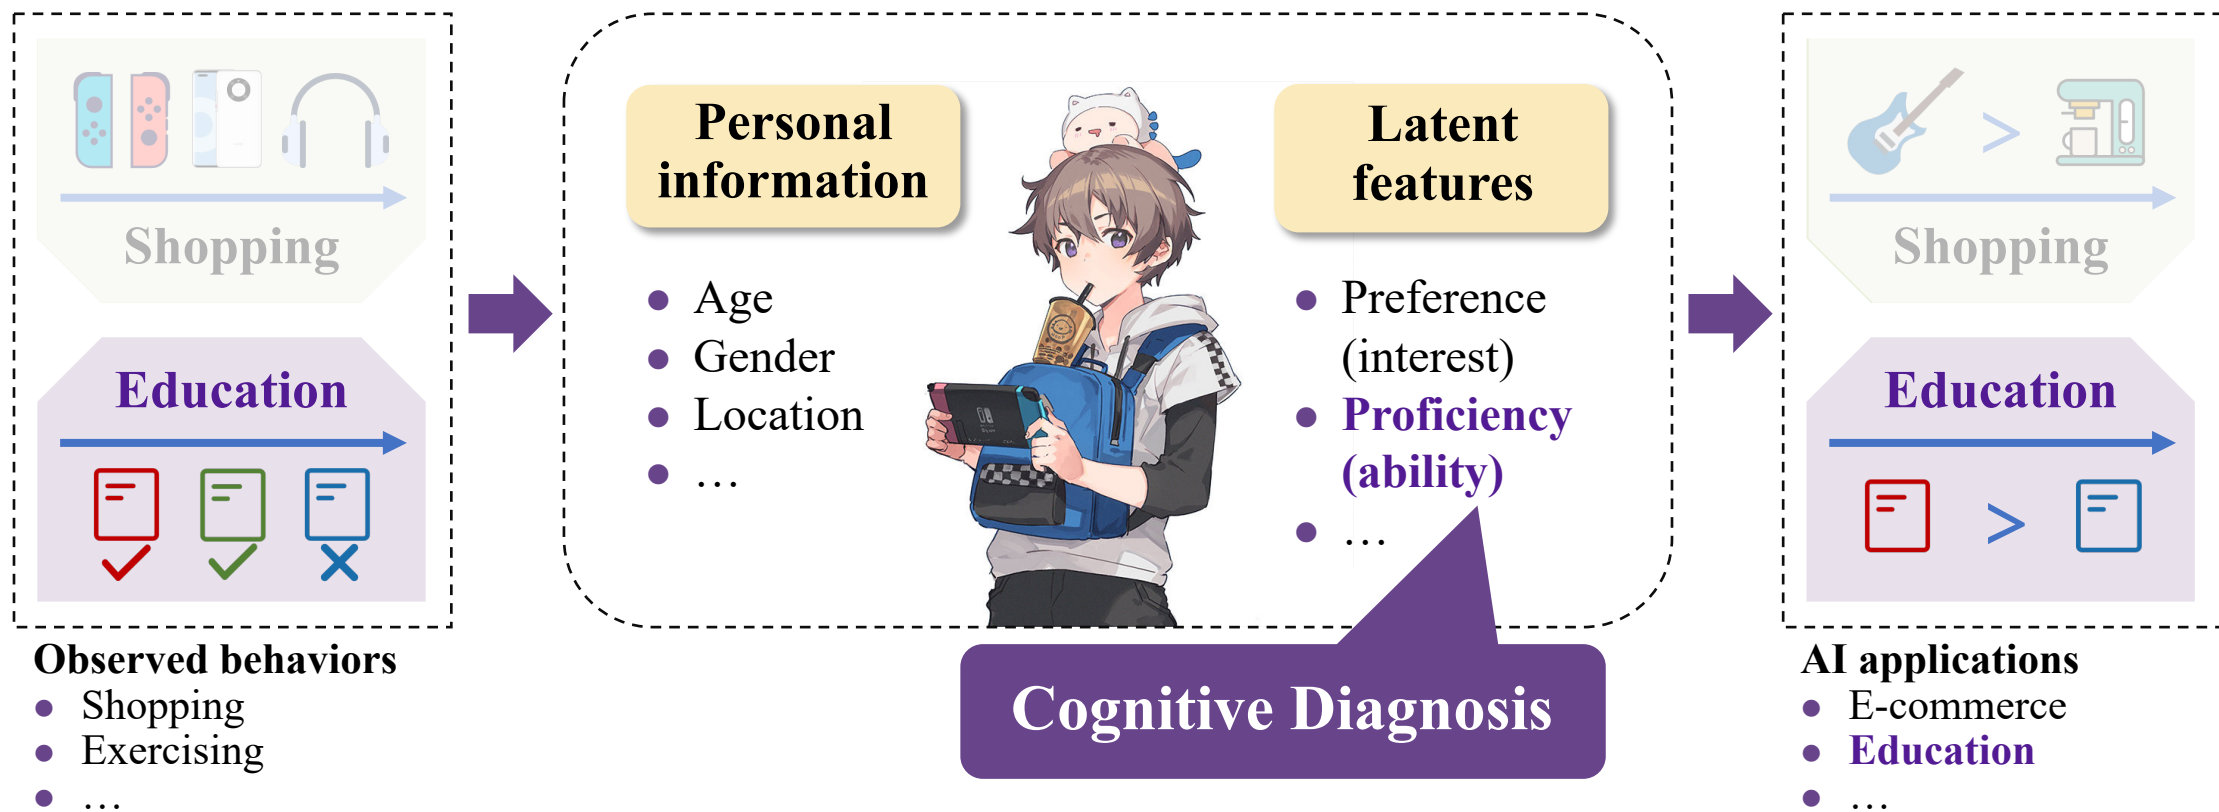 Shopping
Education
Observed behaviors
Shopping
Exercising
…
Personal
information
Age
Gender
Location
…
Latent
features
Preference
(interest)
Proficiency
(ability)
…
Cognitive Diagnosis
>
Shopping
Education
>
AI applications
E-commerce
Education
…